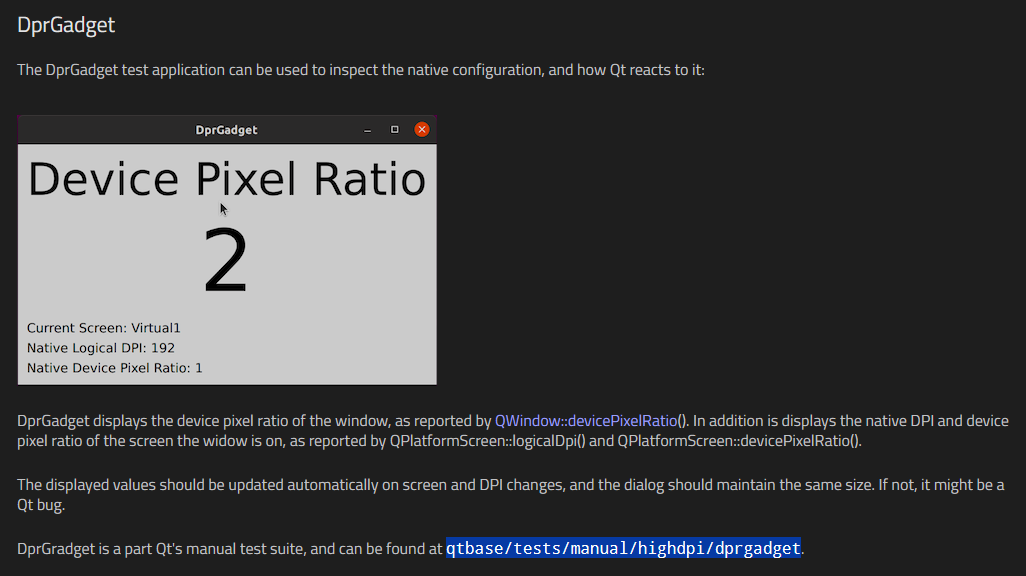 DprGadget
The DprGadget test application can be used to inspect the native configuration, and how Qt reacts to it:
DprGadget
Device Pixel Ratio
2
Current Screen: Virtual1
Native Logical DPI: 192
Native Device Pixel Ratio: 1
DprGadget displays the device pixel ratio of the window, as reported by QWindow::devicePixelRatio(). In addition is displays the native DPI and device
pixel ratio of the screen the widow is on, as reported by QPlatformScreen::logicalDpi() and QPlatformScreen::devicePixelRatio().
The displayed values should be updated automatically on screen and DPI changes, and the dialog should maintain the same size. If not, it might be a
Qt bug.
DprGradget is a part Qt's manual test suite, and can be found at qtbase/tests/manual/highdpi/dprgadget.